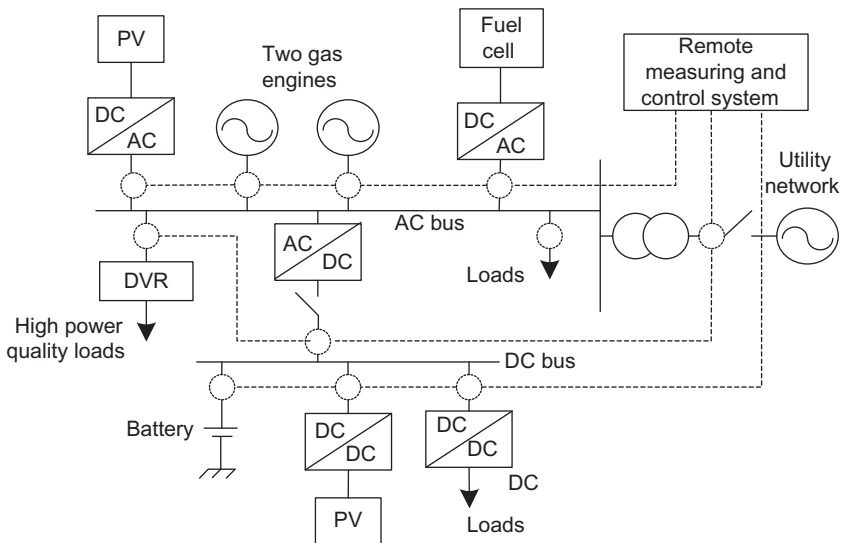 PV
Two gas
engines
Fuel
cell
Remote
measuring and
control system
DC
AC
DC
AC
Utility
network
AC bus
AC
DC
DVR
Loads
High power
quality loads
DC bus
Battery
DC
DC
DC
DC
DC
PV
Loads